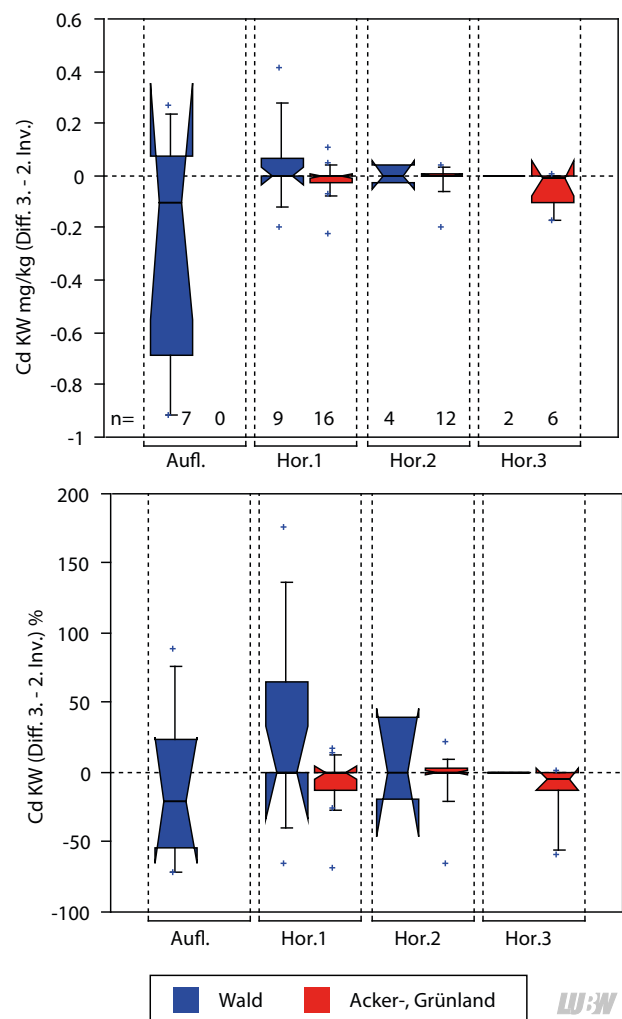 Cd KW mg/kg (Diff. 3. - 2. Inv.)
0.6
0.4
0.2
0
-0.2
-0.4
-0.6
-0.8
-1
n= 7 0 9 16 4 12 2 6
Aufl. Hor.1 Hor.2 Hor.3
Cd KW (Diff. 3. - 2. Inv.) %
200
150
100
50
0
-50
-100
Aufl. Hor.1 Hor.2 Hor.3
Wald Acker-, Grünland
LUBW